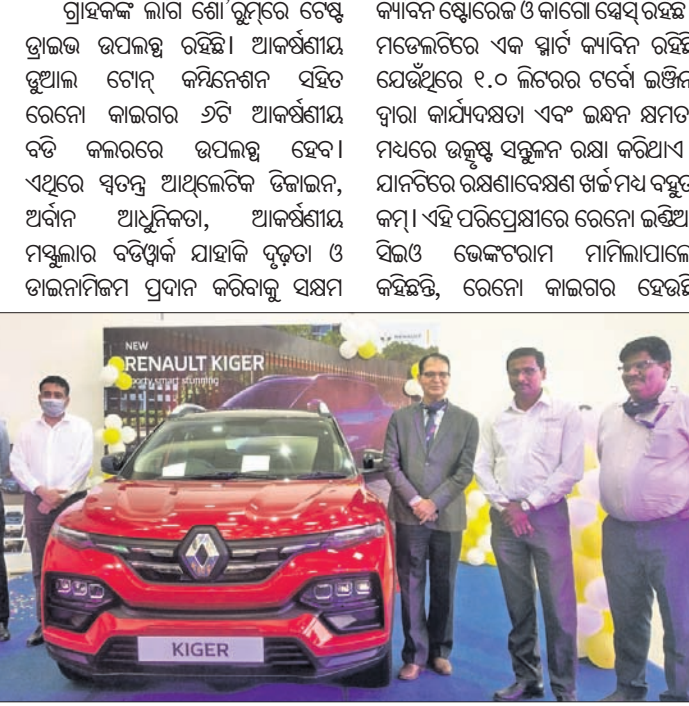 ଗ୍ରାହକଙ୍କ ଲାଗି ଶୋ'ରୁମ୍‌ରେ ଟେଷ୍ଟ
ଡ୍ରାଇଭ ଉପଲବ୍ଧ ରହିଛି। ଆକର୍ଷଣୀୟ
ଡୁଆଲ ଟୋନ୍ କମ୍ବିନେଶନ ସହିତ
ରେନୋ କାଇଗର ୬ଟି ଆକର୍ଷଣୀୟ
ବଡି କଲରରେ ଉପଲବ୍ଧ ହେବ।
ଏଥିରେ ସ୍ୱତନ୍ତ୍ର ଆଥ୍‌ଲେଟିକ ଡିଜାଇନ,
ଅର୍ବାନ ଆଧୁନିକତା, ଆକର୍ଷଣୀୟ
ମସ୍କୁଲାର ବଡିୱାର୍କ ଯାହାକି ଦୃଢ଼ତା ଓ
ଡାଇନାମିଜମ ପ୍ରଦାନ କରିବାକୁ ସକ୍ଷମ
କ୍ୟାବିନ ଷ୍ଟୋରେଜ ଓ କାର୍ଗୋ ସ୍ପେସ୍ ରହିଛି
ମଡେଲଟିରେ ଏକ ସ୍ମାର୍ଟ କ୍ୟାବିନ ରହିଛି
ଯେଉଁଥିରେ ୧.୦ ଲିଟରର ଟର୍ବୋ ଇଞ୍ଜିନ
ଦ୍ୱାରା କାର୍ଯ୍ୟଦକ୍ଷତା ଏବଂ ଇନ୍ଧନ କ୍ଷମତା
ମଧ୍ୟରେ ଉତ୍କୃଷ୍ଟ ସନ୍ତୁଳନ ରକ୍ଷା କରିଥାଏ
ଯାନଟିରେ ରକ୍ଷଣାବେକ୍ଷଣ ଖର୍ଚ୍ଚ ମଧ୍ୟ ବହୁତ
କମ୍। ଏହି ପରିପ୍ରେକ୍ଷୀରେ ରେନୋ ଇଣ୍ଡିଆ
ସିଇଓ ଭେଙ୍କଟରାମ ମାମିଲାପାଲେ
କହିଛନ୍ତି, ରେନୋ କାଇଗର ହେଉଛି
NEW
RENAULT KIGER
sporty smart stunning
RENAULT
KIGER